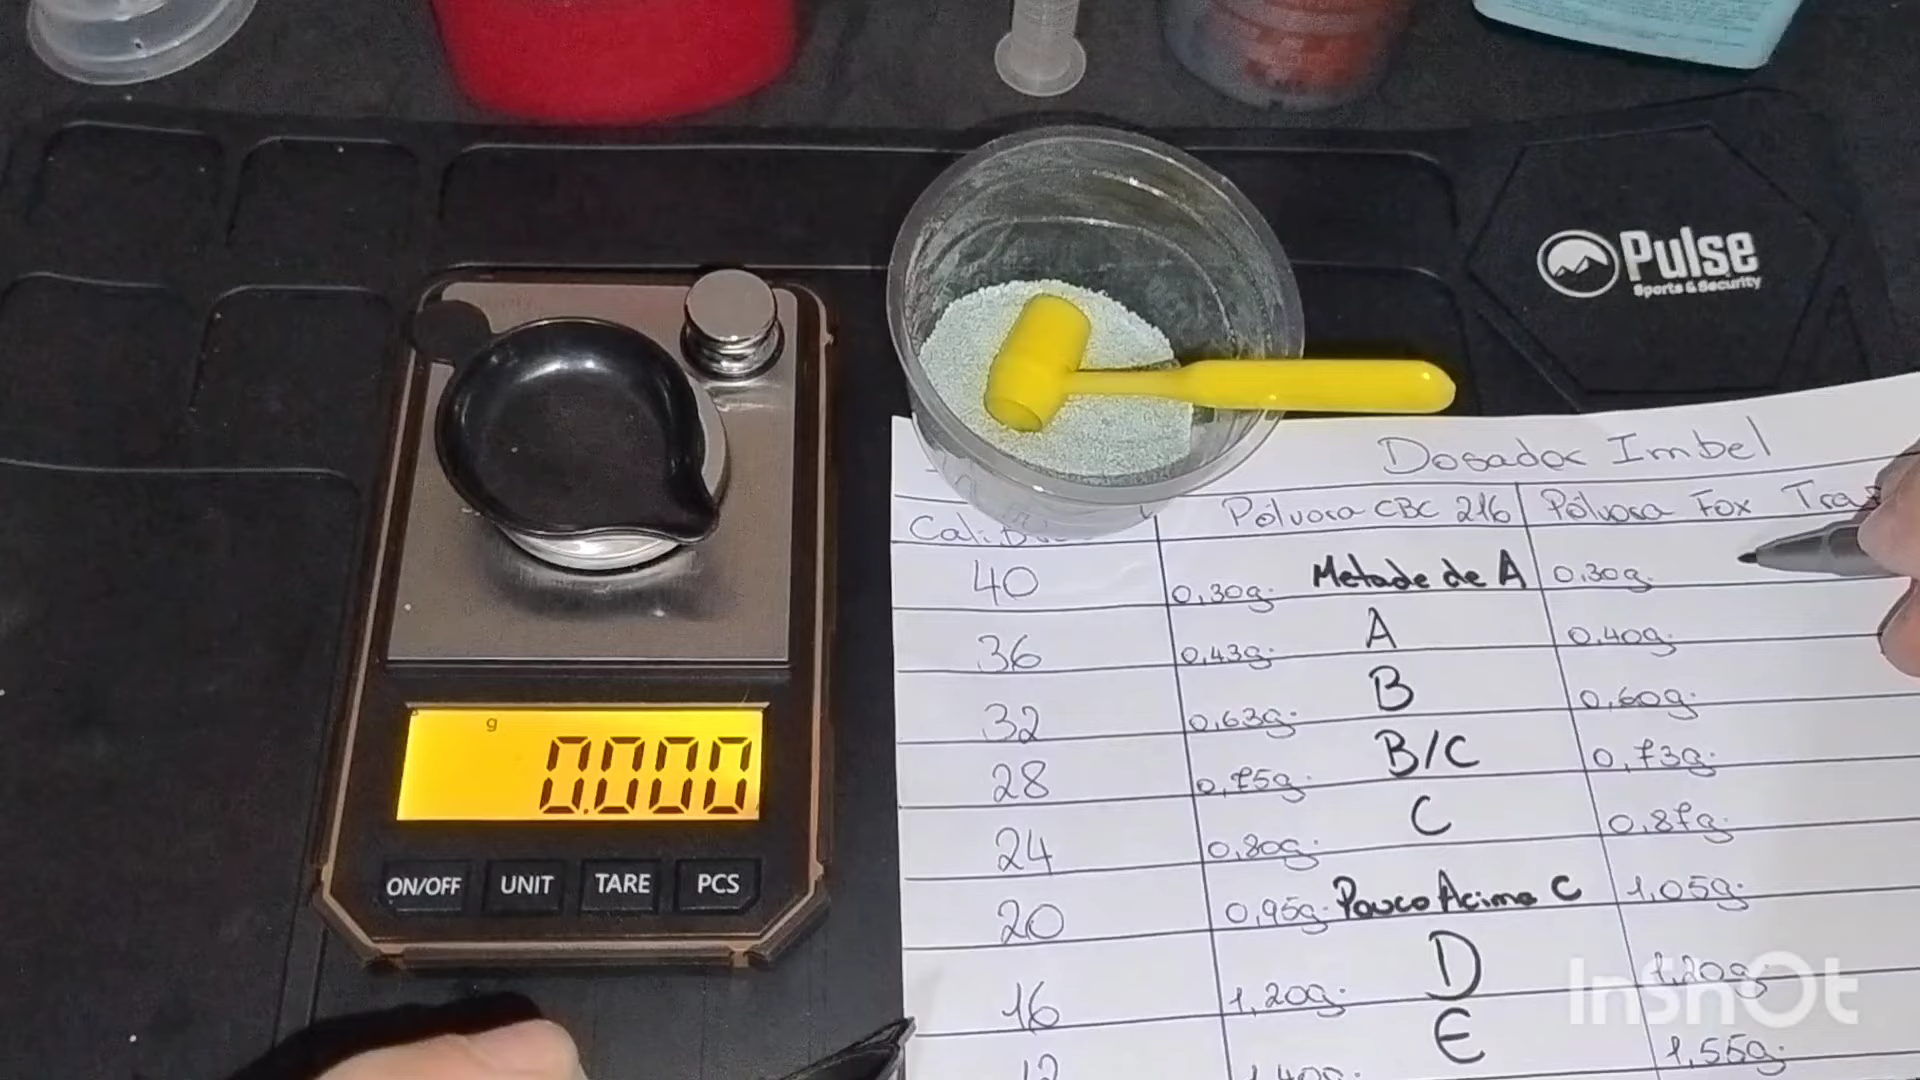 Pulse
Sports & Security
Dosador Imbel
Pólvora CBC 216
Pólvora Fox
40
0,30g.
Metade de A
0,30g.
36
0,43g.
A
0,40g.
32
0,63g.
B
0,60g.
28
0,75g.
B/C
0,73g.
24
0,80g.
C
0,87g.
20
0,95g.
Pouco Acima C
1,05g.
16
1,20g.
D
1,20g.
12
1,40g.
E
1,55g.
g
0.000
ON/OFF UNIT TARE PCS
InShOt